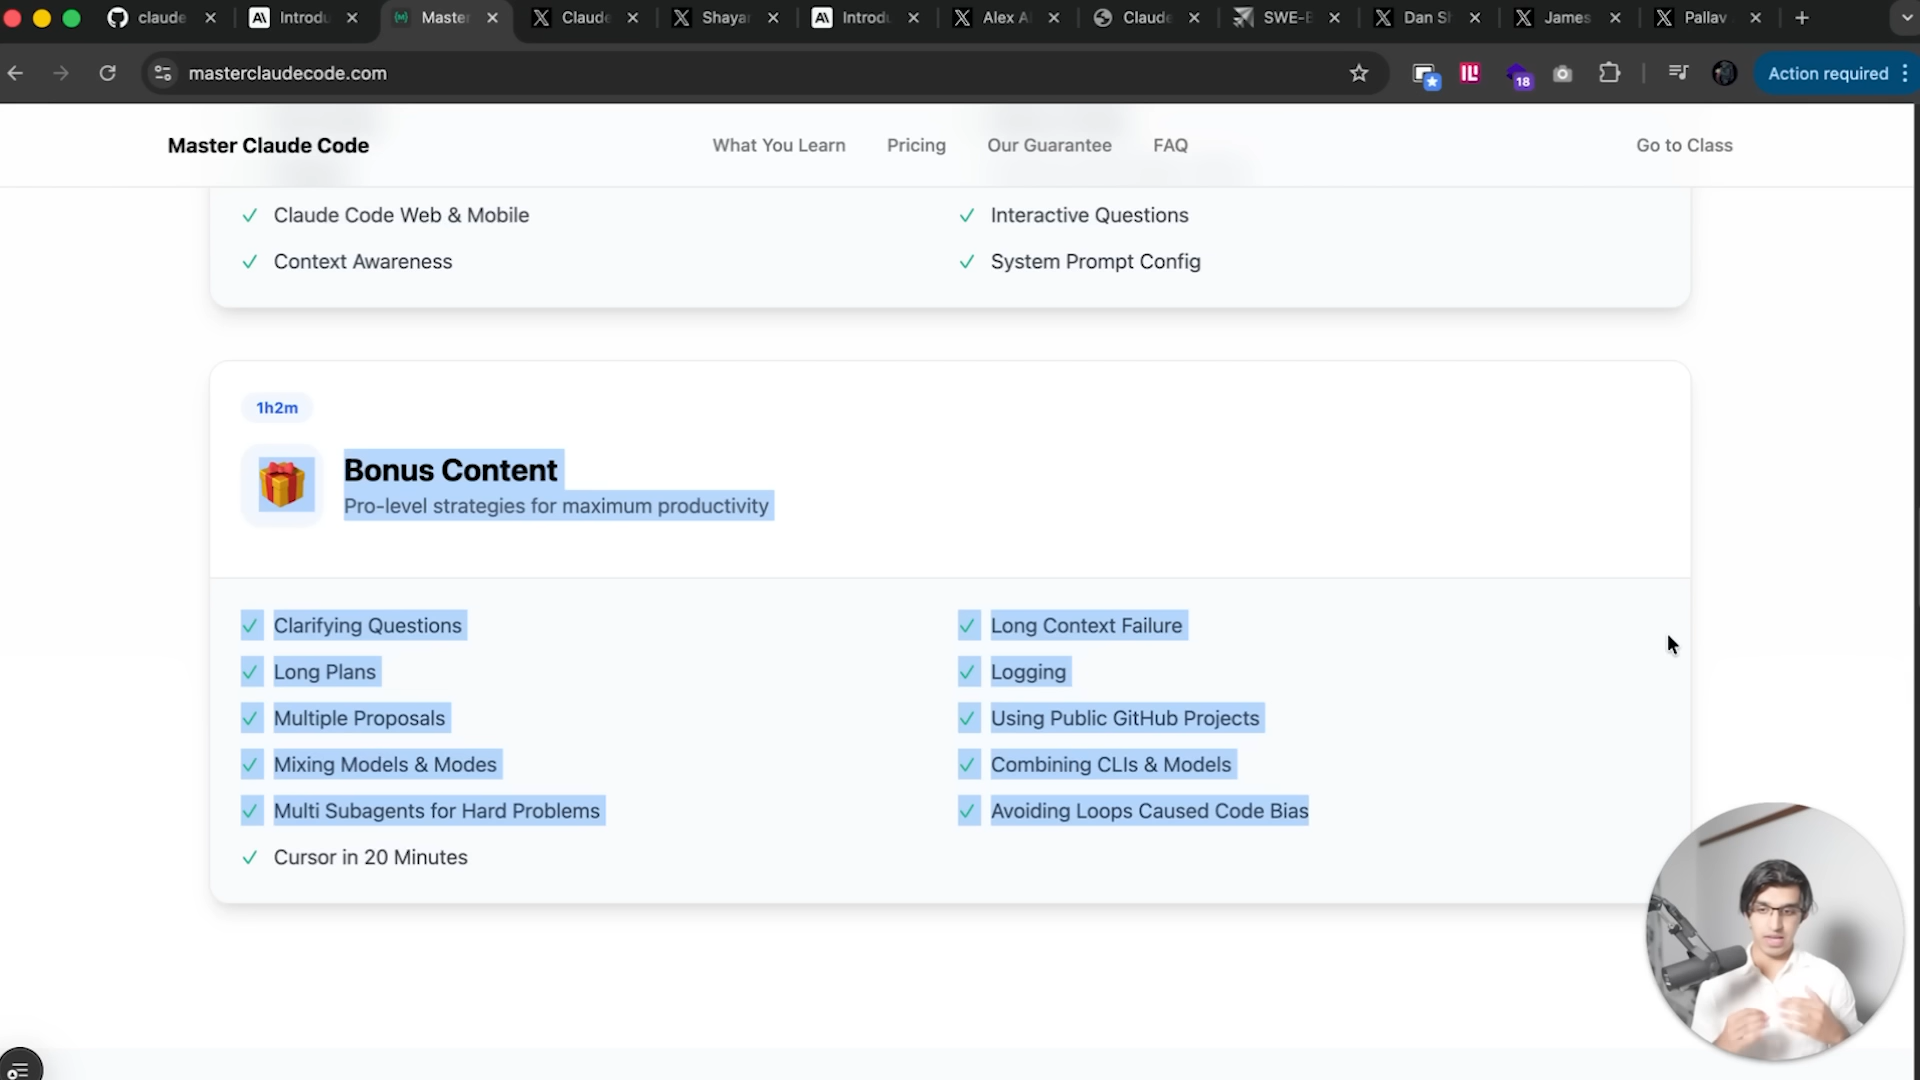 claude
Introdu
Master
Claude
Shayan
Introdu
Alex A
Claude
SWE-B
Dan Sh
James
Pallav
masterclaudecode.com
18
Action required
Master Claude Code
What You Learn
Pricing
Our Guarantee
FAQ
Go to Class
Claude Code Web & Mobile
Interactive Questions
Context Awareness
System Prompt Config
1h2m
Bonus Content
Pro-level strategies for maximum productivity
Clarifying Questions
Long Context Failure
Long Plans
Logging
Multiple Proposals
Using Public GitHub Projects
Mixing Models & Modes
Combining CLIs & Models
Multi Subagents for Hard Problems
Avoiding Loops Caused Code Bias
Cursor in 20 Minutes